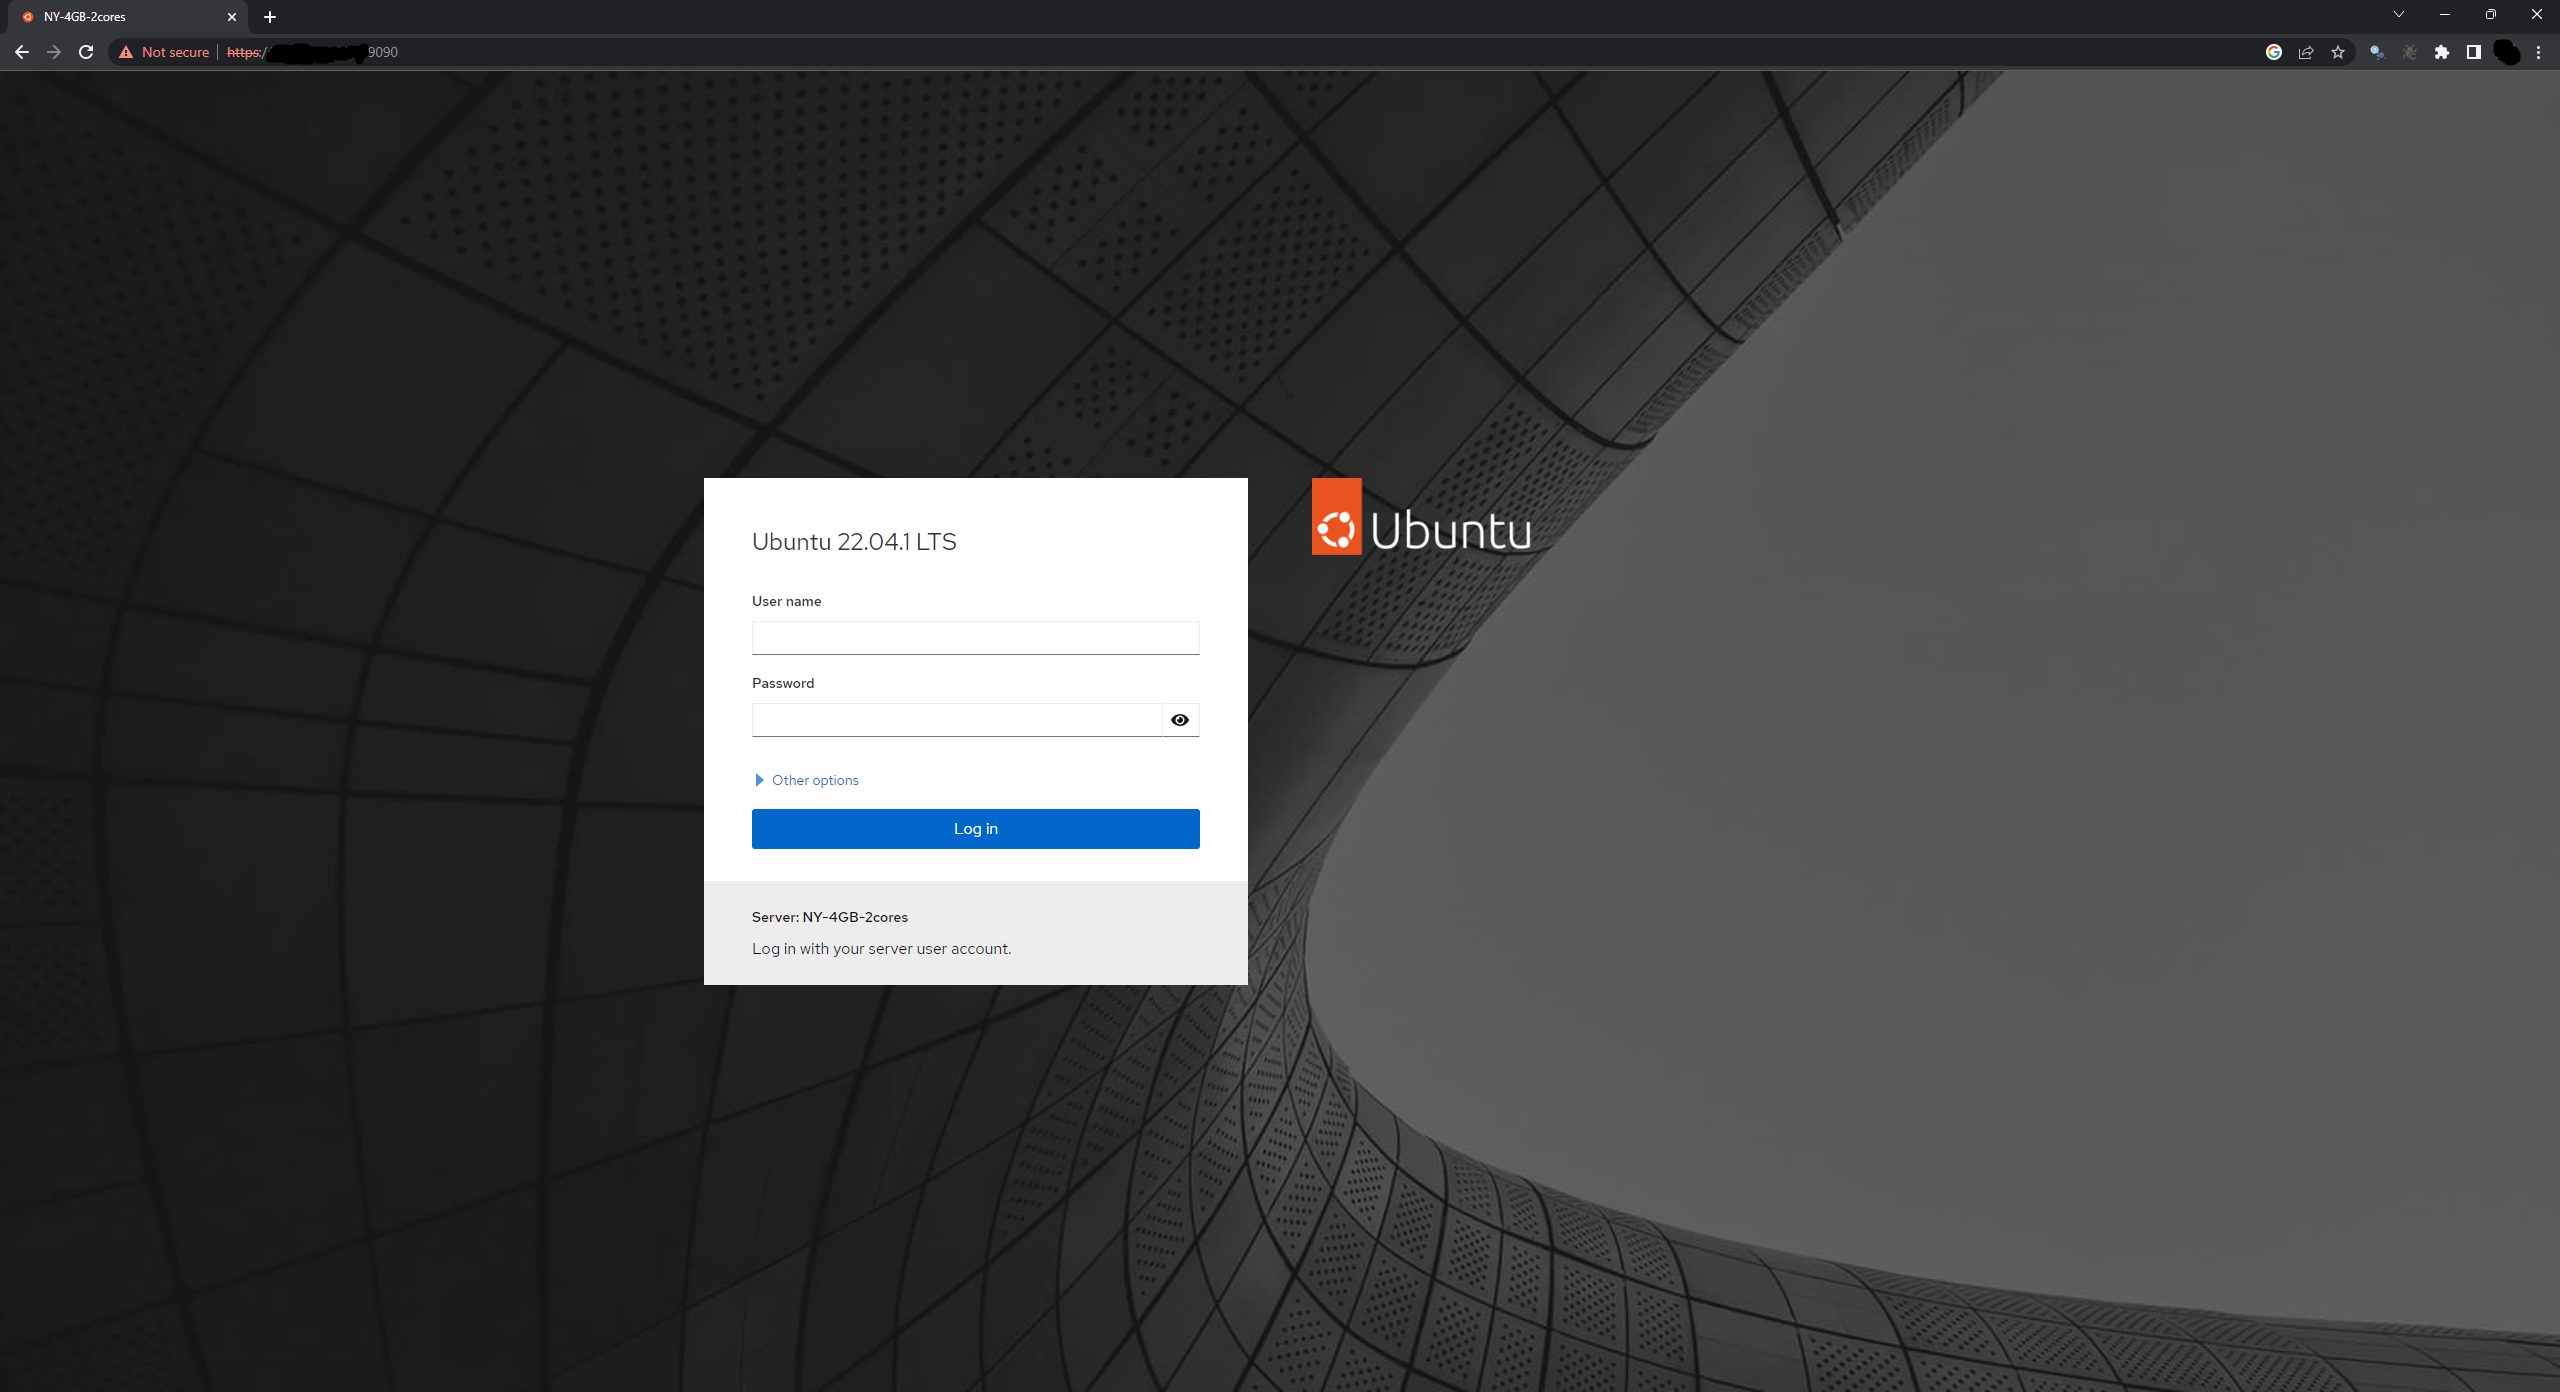 NY-4GB-2cores
Not secure https:/ 9090
Ubuntu 22.04.1 LTS
Ubuntu
User name
Password
Other options
Log in
Server: NY-4GB-2cores
Log in with your server user account.